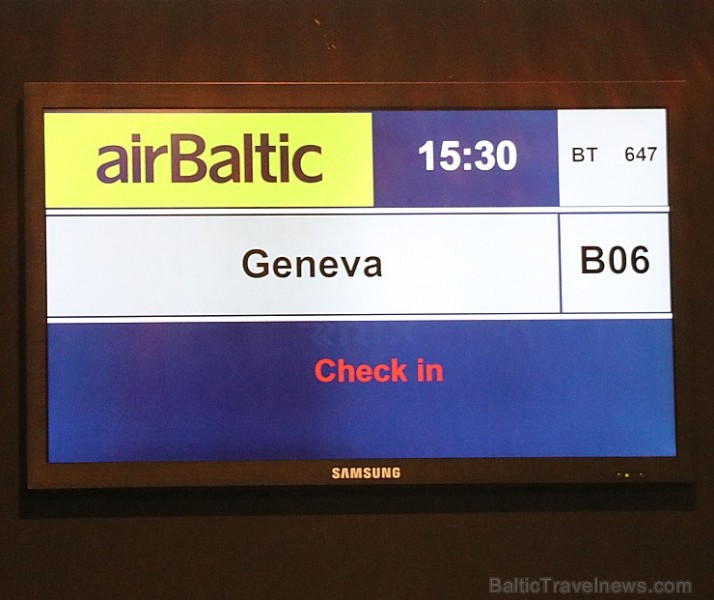 airBaltic 15:30 BT 647
Geneva B06
Check in
SAMSUNG
BalticTravelnews.com